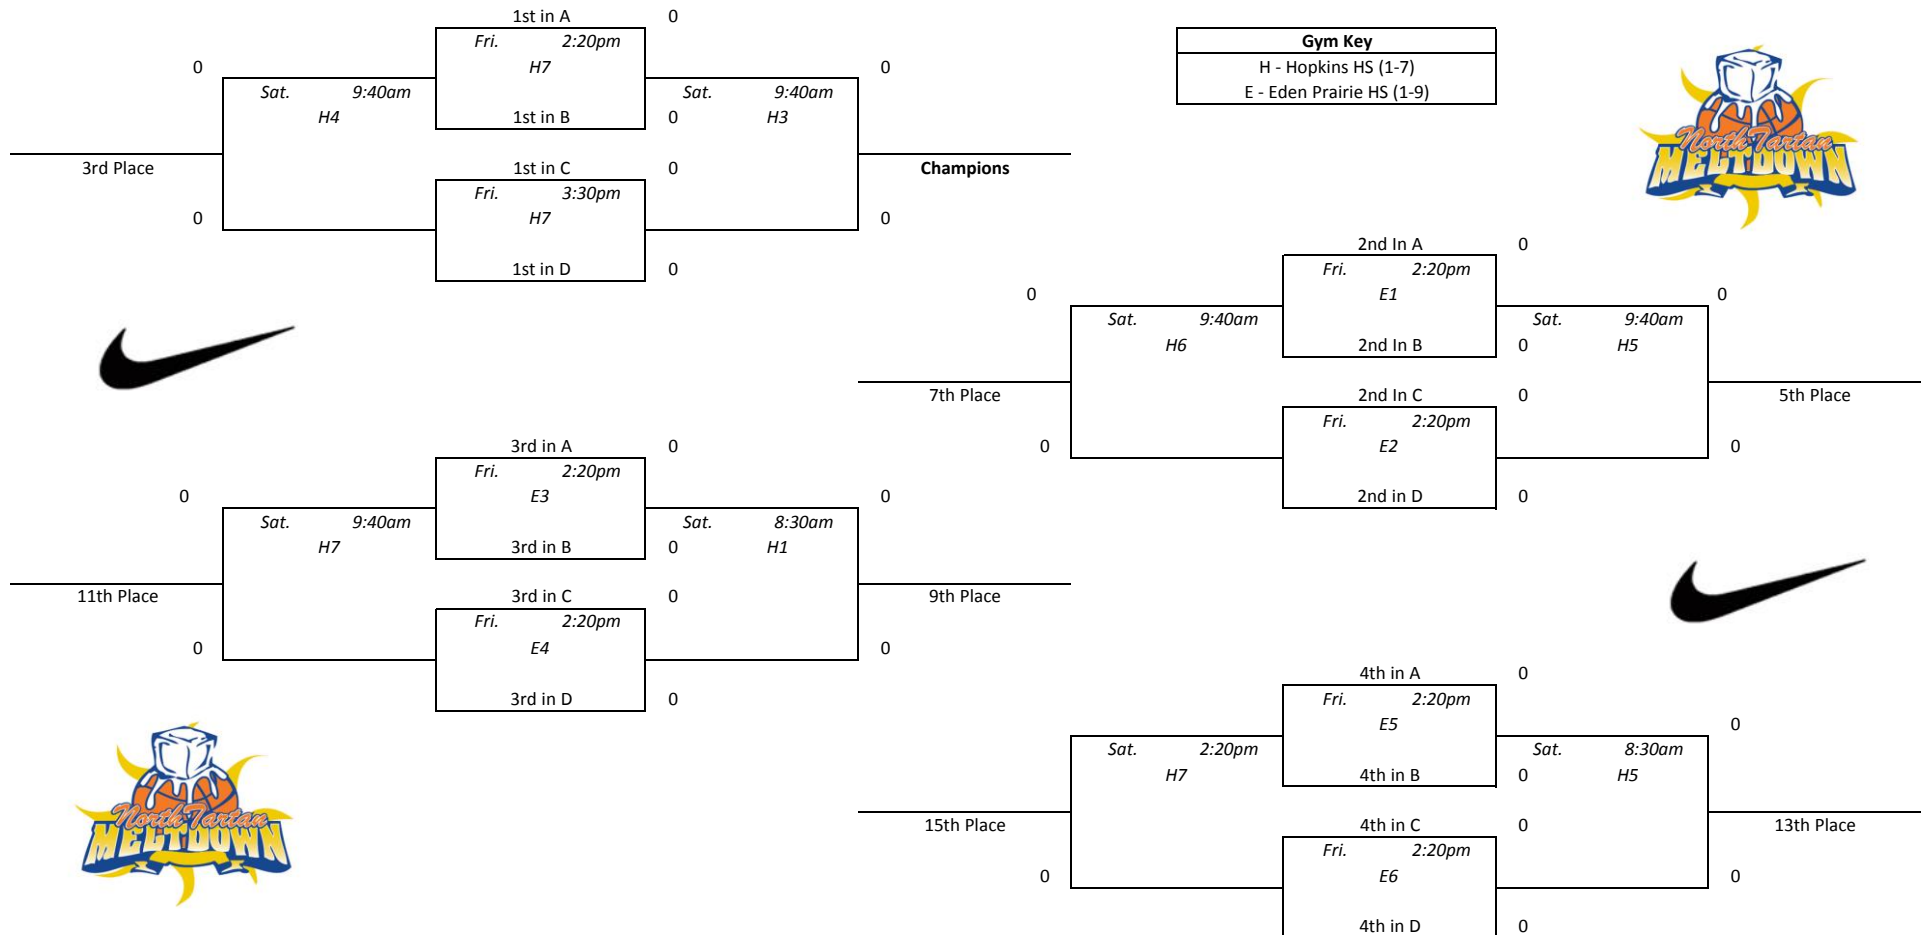 1st in A 0
Fri. 2:20pm
Gym Key
0 H7 0 H - Hopkins HS (1-7)
Sat. 9:40am Sat. 9:40am E - Eden Prairie HS (1-9)
H4 1st in B 0 H3
3rd Place 1st in C 0 Champions
Fri. 3:30pm
0 H7 0
1st in D 0
North Tartan
MELTDOWN
2nd In A 0
Fri. 2:20pm
0 E1 0
Sat. 9:40am Sat. 9:40am
H6 2nd In B 0 H5
7th Place 2nd In C 0 5th Place
Fri. 2:20pm
0 E2 0
2nd in D 0
3rd in A 0
Fri. 2:20pm
0 E3 0
Sat. 9:40am Sat. 8:30am
H7 3rd in B 0 H1
11th Place 3rd in C 0 9th Place
Fri. 2:20pm
0 E4 0
3rd in D 0
4th in A 0
Fri. 2:20pm
E5 0
Sat. 2:20pm Sat. 8:30am
H7 4th in B 0 H5
15th Place 4th in C 0 13th Place
Fri. 2:20pm
0 E6 0
4th in D 0
North Tartan
MELTDOWN